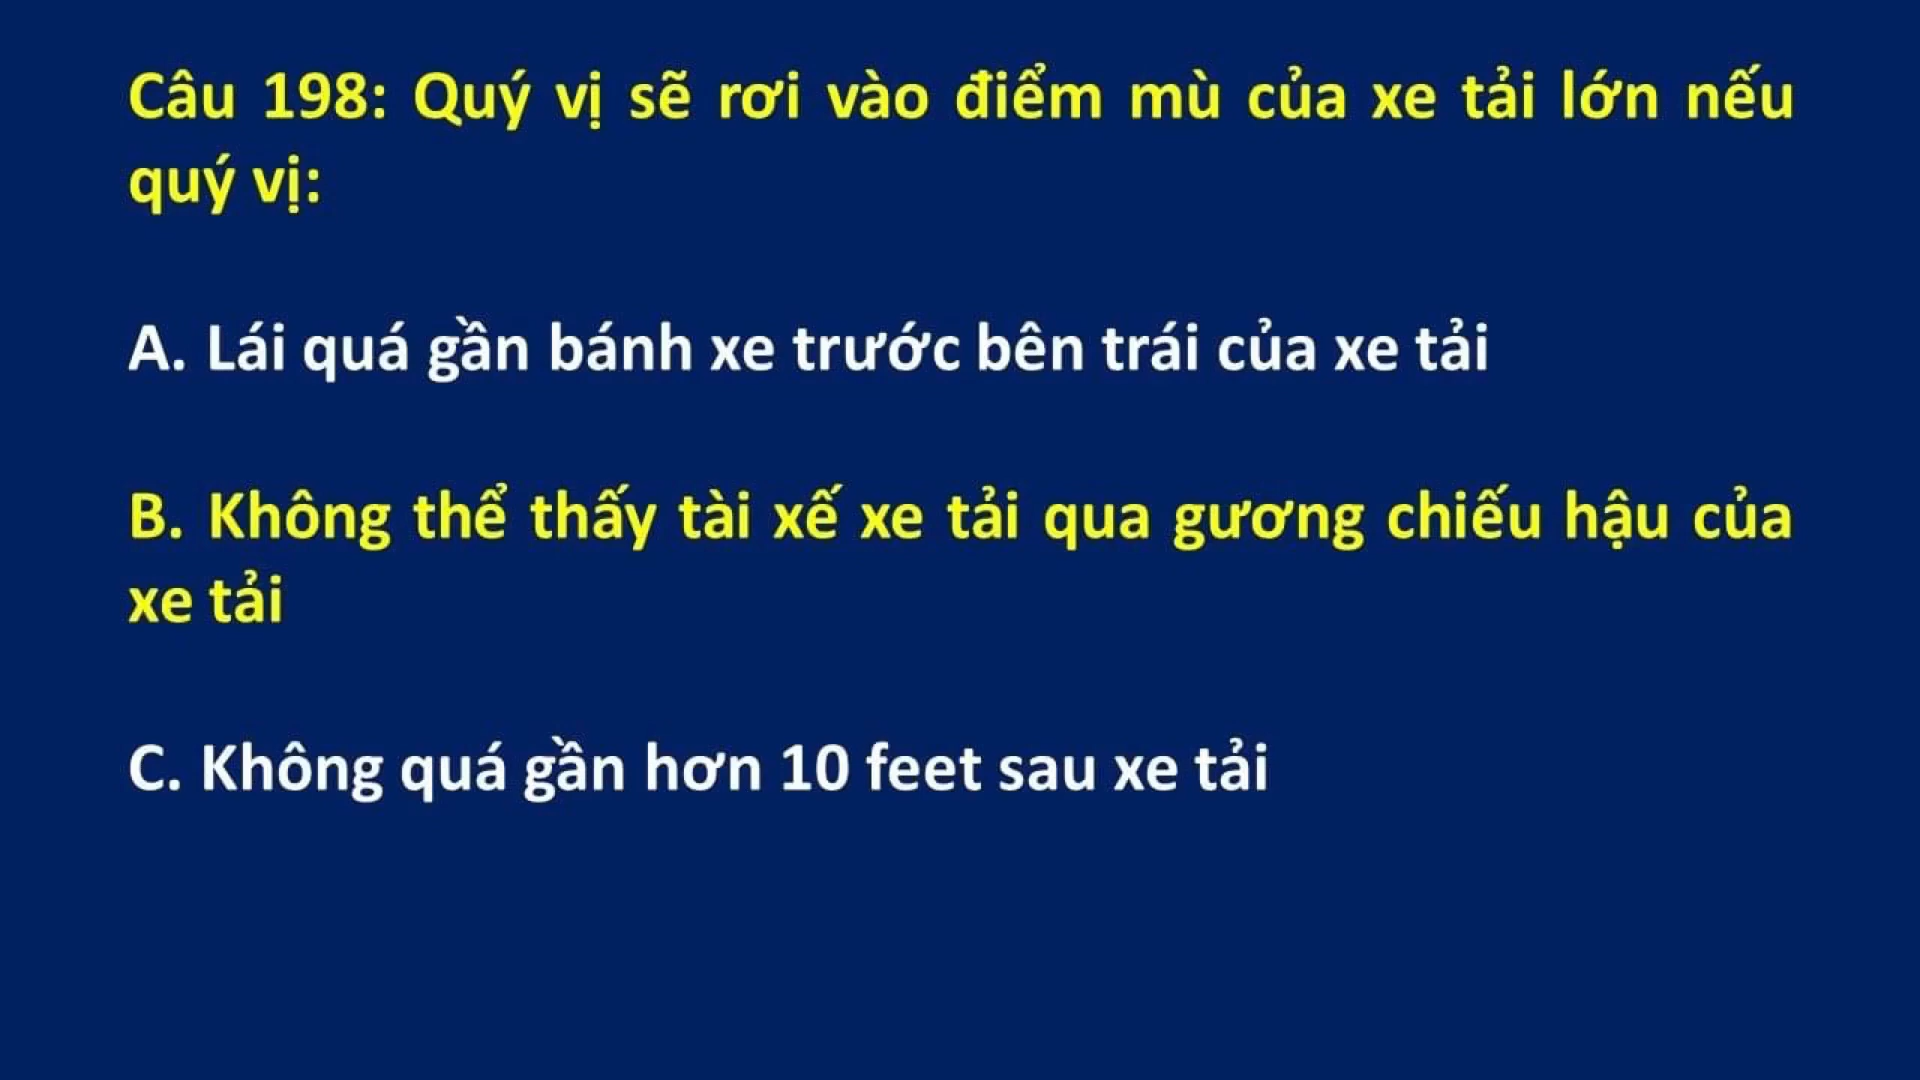 Câu 198: Quý vị sẽ rơi vào điểm mù của xe tải lớn nếu
quý vị:
A. Lái quá gần bánh xe trước bên trái của xe tải
B. Không thể thấy tài xế xe tải qua gương chiếu hậu của
xe tải
C. Không quá gần hơn 10 feet sau xe tải